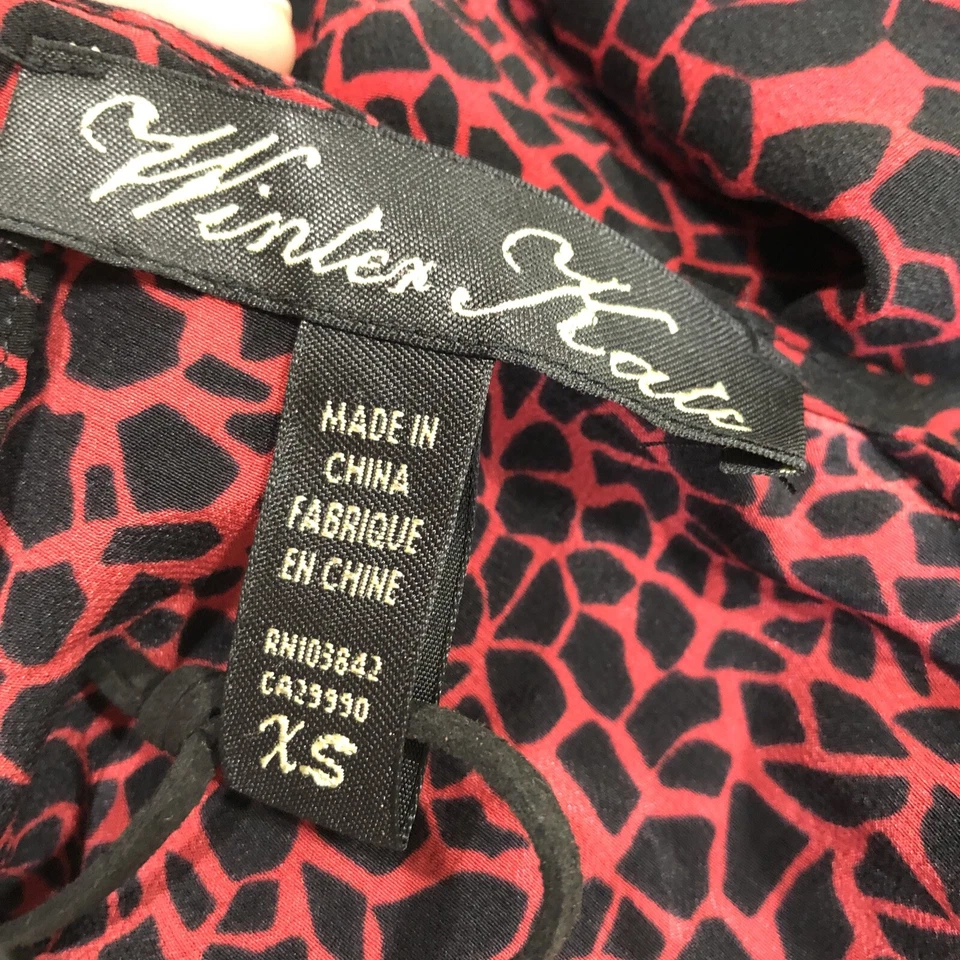 Winter Kate
MADE IN
CHINA
FABRIQUE
EN CHINE
RN103842
CA29990
XS